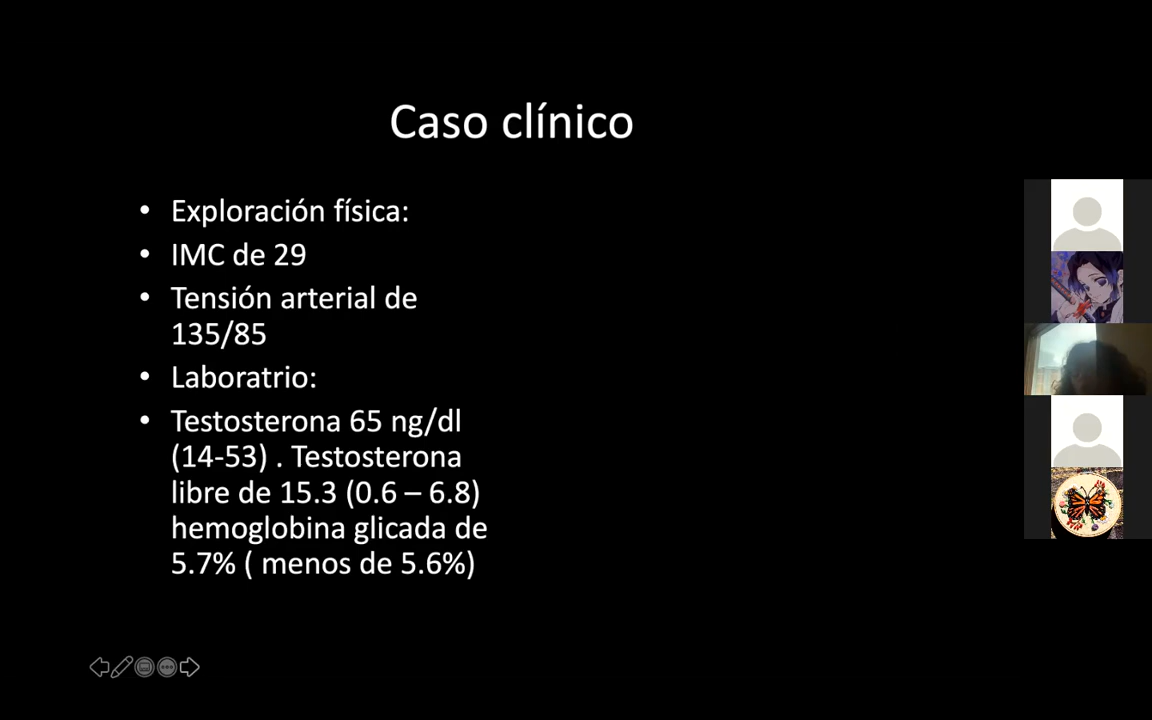 Caso clínico
• Exploración física:
• IMC de 29
• Tensión arterial de
135/85
• Laboratrio:
• Testosterona 65 ng/dl
(14-53) . Testosterona
libre de 15.3 (0.6 – 6.8)
hemoglobina glicada de
5.7% ( menos de 5.6%)